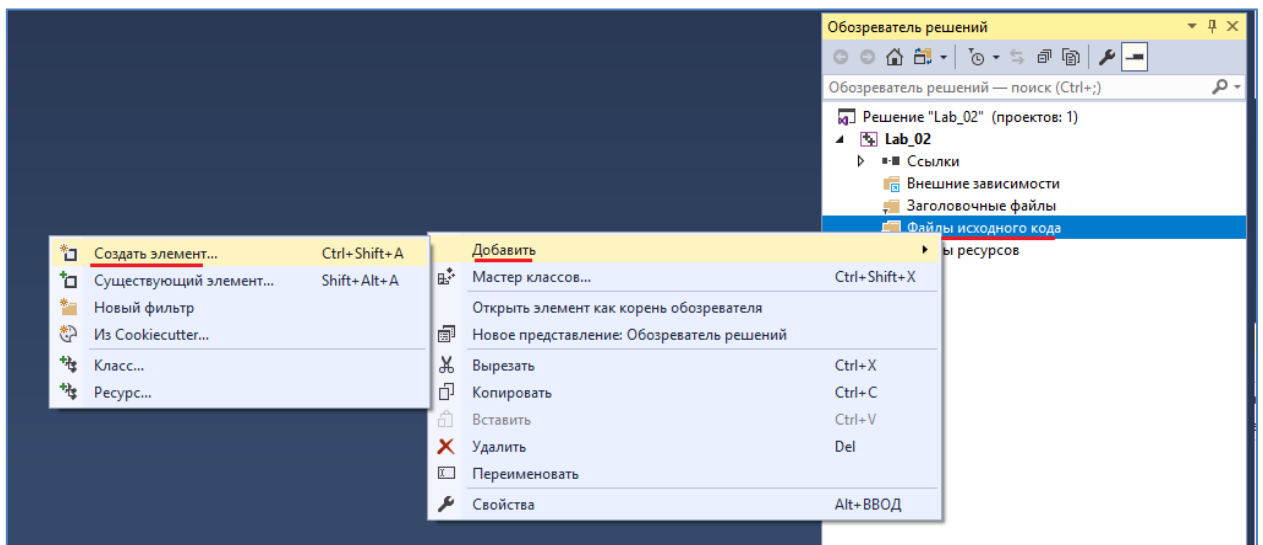 Обозреватель решений
Обозреватель решений — поиск (Ctrl+;)
Решение "Lab_02" (проектов: 1)
Lab_02
Ссылки
Внешние зависимости
Заголовочные файлы
Файлы исходного кода
ы ресурсов
Добавить
Мастер классов... Ctrl+Shift+X
Открыть элемент как корень обозревателя
Новое представление: Обозреватель решений
Вырезать Ctrl+X
Копировать Ctrl+C
Вставить Ctrl+V
Удалить Del
Переименовать
Свойства Alt+ВВОД
Создать элемент... Ctrl+Shift+A
Существующий элемент... Shift+Alt+A
Новый фильтр
Из Cookiecutter...
Класс...
Ресурс...